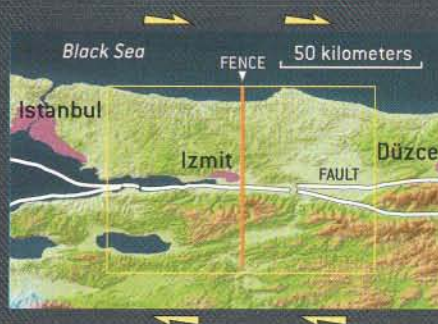 Black Sea
50 kilometers
FENCE
Istanbul
Izmit
Düzce
FAULT